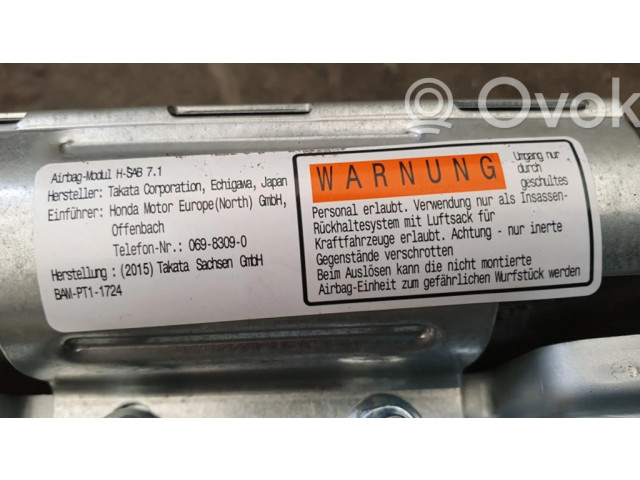 Ovok
Airbag-Modul H-SAB 7.1
Hersteller: Takata Corporation, Echigawa, Japan
Einführer: Honda Motor Europe(North) GmbH,
Offenbach
Telefon-Nr.: 069-8309-0
Herstellung : (2015) Takata Sachsen GmbH
BAM-PT1-1724
WARNUNG
Umgang nur
durch
geschultes
Personal erlaubt. Verwendung nur als Insassen-
Rückhaltesystem mit Luftsack für
Kraftfahrzeuge erlaubt. Achtung - nur inerte
Gegenstände verschrotten
Beim Auslösen kann die nicht montierte
Airbag-Einheit zum gefährlichen Wurfstück werden